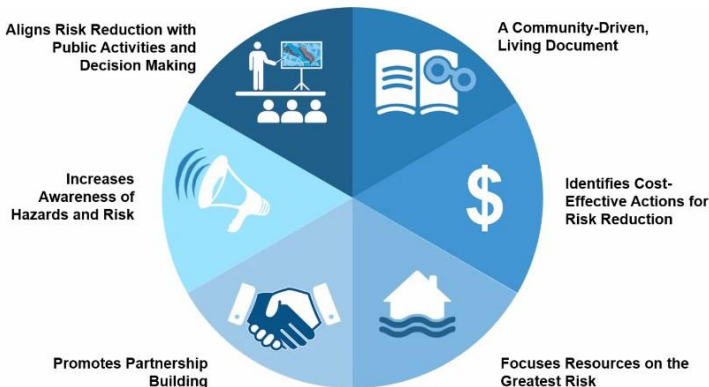 Aligns Risk Reduction with
Public Activities and
Decision Making
A Community-Driven,
Living Document
Increases
Awareness of
Hazards and Risk
$
Identifies Cost-
Effective Actions for
Risk Reduction
Promotes Partnership
Building
Focuses Resources on the
Greatest Risk